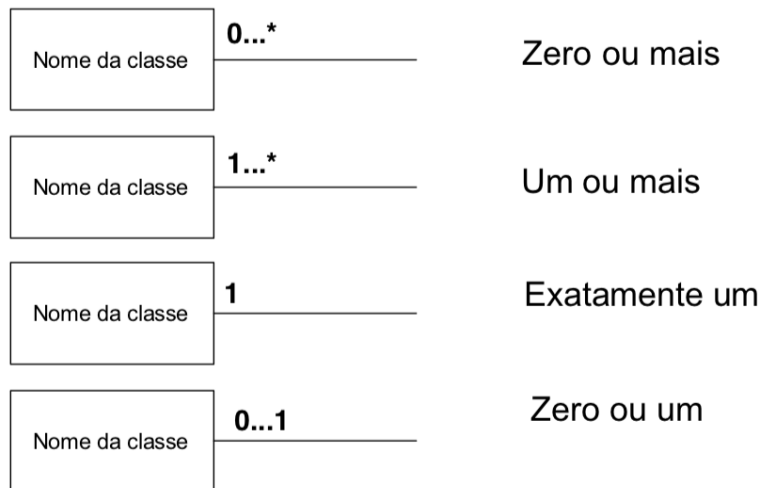 0...*
Nome da classe
Zero ou mais
1...*
Nome da classe
Um ou mais
1
Nome da classe
Exatamente um
0...1
Nome da classe
Zero ou um